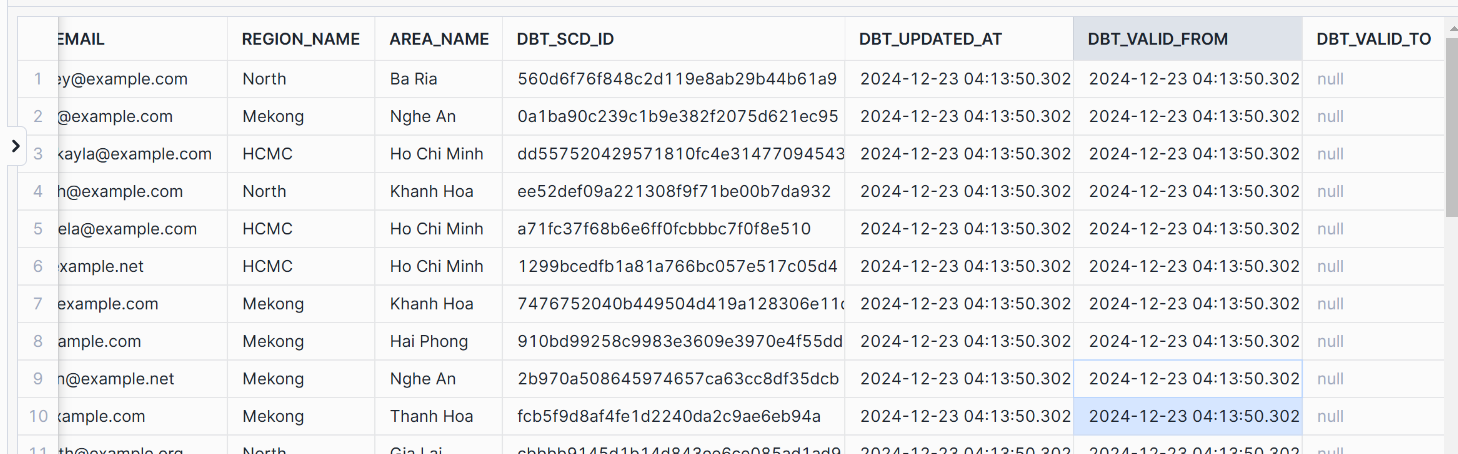 EMAIL REGION_NAME AREA_NAME DBT_SCD_ID DBT_UPDATED_AT DBT_VALID_FROM DBT_VALID_TO
1 ey@example.com North Ba Ria 560d6f76f848c2d119e8ab29b44b61a9 2024-12-23 04:13:50.302 2024-12-23 04:13:50.302 null
2 @example.com Mekong Nghe An 0a1ba90c239c1b9e382f2075d621ec95 2024-12-23 04:13:50.302 2024-12-23 04:13:50.302 null
3 kayla@example.com HCMC Ho Chi Minh dd557520429571810fc4e31477094543 2024-12-23 04:13:50.302 2024-12-23 04:13:50.302 null
4 h@example.com North Khanh Hoa ee52def09a221308f9f71be00b7da932 2024-12-23 04:13:50.302 2024-12-23 04:13:50.302 null
5 ela@example.com HCMC Ho Chi Minh a71fc37f68b6e6ff0fcbbbc7f0f8e510 2024-12-23 04:13:50.302 2024-12-23 04:13:50.302 null
6 example.net HCMC Ho Chi Minh 1299bcedfb1a81a766bc057e517c05d4 2024-12-23 04:13:50.302 2024-12-23 04:13:50.302 null
7 example.com Mekong Khanh Hoa 7476752040b449504d419a128306e11c 2024-12-23 04:13:50.302 2024-12-23 04:13:50.302 null
8 ample.com Mekong Hai Phong 910bd99258c9983e3609e3970e4f55dd 2024-12-23 04:13:50.302 2024-12-23 04:13:50.302 null
9 n@example.net Mekong Nghe An 2b970a508645974657ca63cc8df35dcb 2024-12-23 04:13:50.302 2024-12-23 04:13:50.302 null
10 xample.com Mekong Thanh Hoa fcb5f9d8af4fe1d2240da2c9ae6eb94a 2024-12-23 04:13:50.302 2024-12-23 04:13:50.302 null
11 th@example.org North Gia Lai